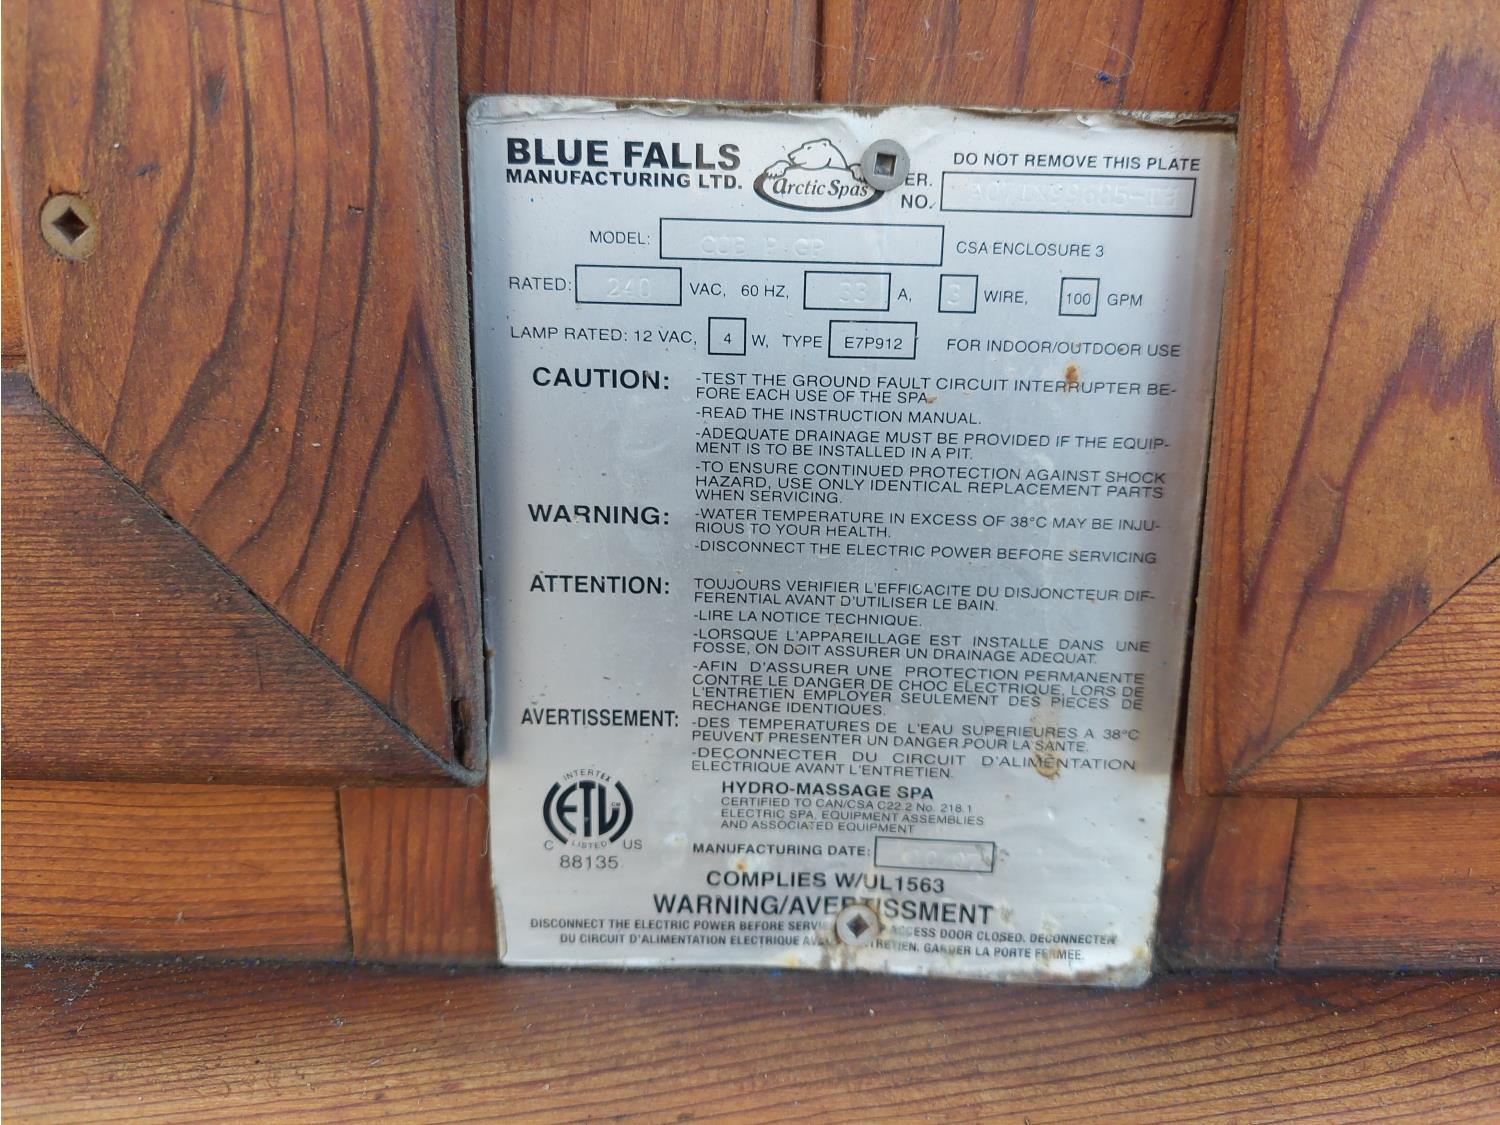 BLUE FALLS
MANUFACTURING LTD.
Arctic Spas
DO NOT REMOVE THIS PLATE
ER.
NO.
MODEL: CUB P.GP CSA ENCLOSURE 3
RATED: 240 VAC, 60 HZ, 33 A, 3 WIRE, 100 GPM
LAMP RATED: 12 VAC, 4 W, TYPE E7P912 FOR INDOOR/OUTDOOR USE
CAUTION: -TEST THE GROUND FAULT CIRCUIT INTERRUPTER BE-
FORE EACH USE OF THE SPA.
-READ THE INSTRUCTION MANUAL.
-ADEQUATE DRAINAGE MUST BE PROVIDED IF THE EQUIP-
MENT IS TO BE INSTALLED IN A PIT.
-TO ENSURE CONTINUED PROTECTION AGAINST SHOCK
HAZARD, USE ONLY IDENTICAL REPLACEMENT PARTS
WHEN SERVICING.
WARNING: -WATER TEMPERATURE IN EXCESS OF 38°C MAY BE INJU-
RIOUS TO YOUR HEALTH.
-DISCONNECT THE ELECTRIC POWER BEFORE SERVICING
ATTENTION: TOUJOURS VERIFIER L'EFFICACITE DU DISJONCTEUR DIF-
FERENTIAL AVANT D'UTILISER LE BAIN.
-LIRE LA NOTICE TECHNIQUE.
-LORSQUE L'APPAREILLAGE EST INSTALLE DANS UNE
FOSSE, ON DOIT ASSURER UN DRAINAGE ADEQUAT.
-AFIN D'ASSURER UNE PROTECTION PERMANENTE
CONTRE LE DANGER DE CHOC ELECTRIQUE, LORS DE
L'ENTRETIEN EMPLOYER SEULEMENT DES PIECES DE
RECHANGE IDENTIQUES.
AVERTISSEMENT: -DES TEMPERATURES DE L'EAU SUPERIEURES A 38°C
PEUVENT PRESENTER UN DANGER POUR LA SANTE.
-DECONNECTER DU CIRCUIT D'ALIMENTATION
ELECTRIQUE AVANT L'ENTRETIEN.
INTERTEK
ETL CM
LISTED
C US
88135
HYDRO-MASSAGE SPA
CERTIFIED TO CAN/CSA C22.2 No. 218.1
ELECTRIC SPA, EQUIPMENT ASSEMBLIES
AND ASSOCIATED EQUIPMENT
MANUFACTURING DATE:
COMPLIES W/UL1563
WARNING/AVERTISSMENT
DISCONNECT THE ELECTRIC POWER BEFORE ACCESS DOOR CLOSED. DECONNECTER
DU CIRCUIT D'ALIMENTATION ELECTRIQUE GARDER LA PORTE FERMEE.